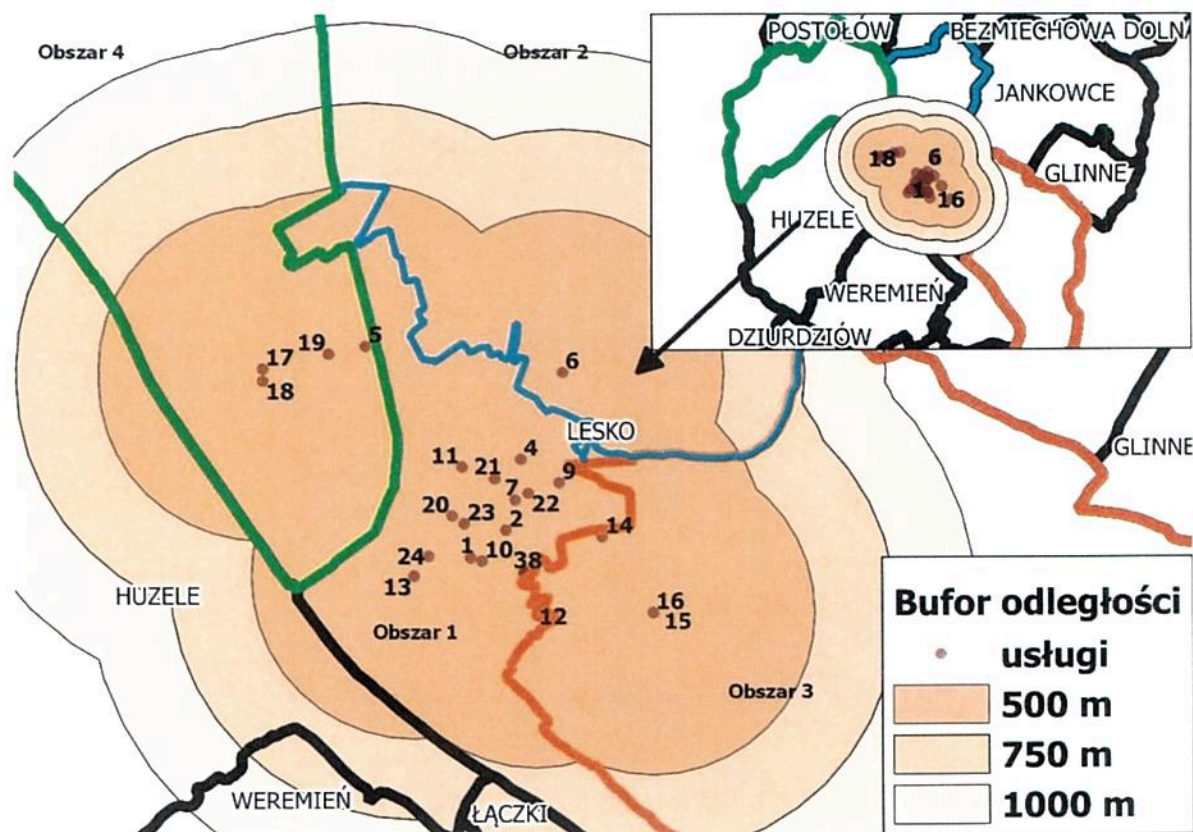 Obszar 4
Obszar 2
POSTOŁÓW
BEZMIECHOWA DOLNA
JANKOWCE
18
6
GLINNE
1
16
HUZELE
WEREMIEŃ
DZIURDZIÓW
5
19
17
18
6
LESKO
GLINNE
11
21
4
9
7
22
20
23
2
14
24
1
10
38
13
HUZELE
12
16
15
Obszar 1
Obszar 3
WEREMIEŃ
ŁĄCZKI
Bufor odległości
usługi
500 m
750 m
1000 m